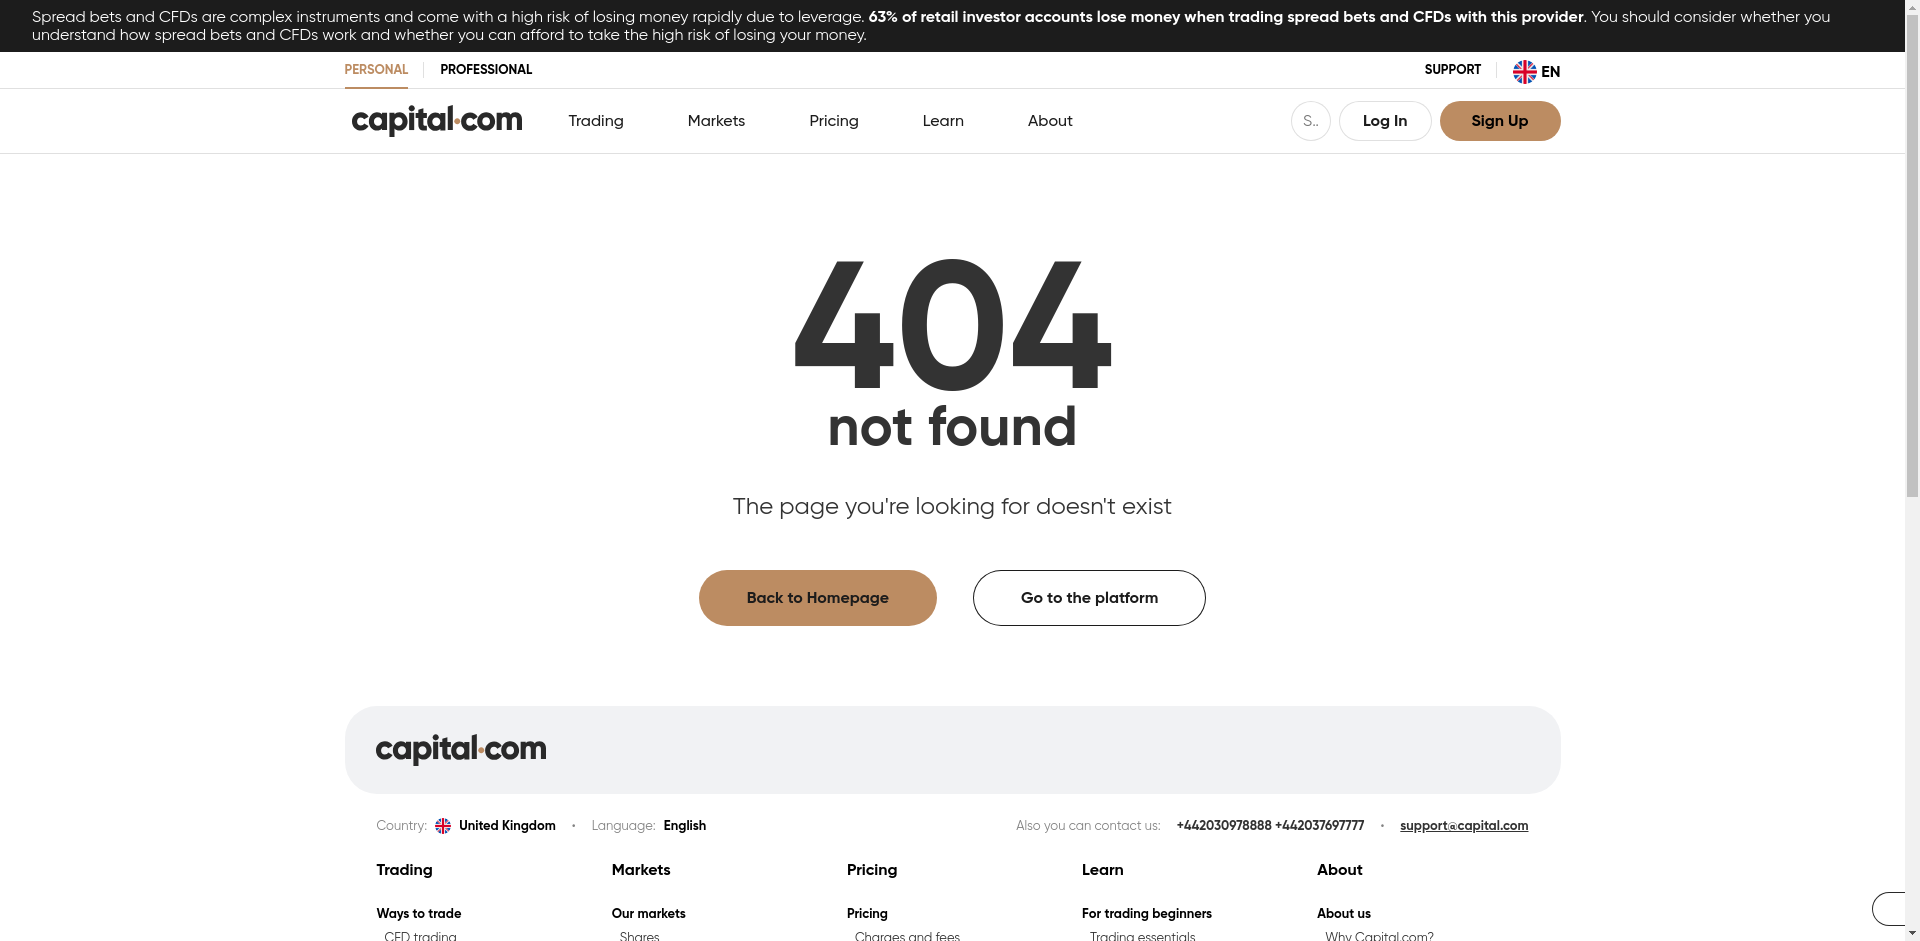 Spread bets and CFDs are complex instruments and come with a high risk of losing money rapidly due to leverage. 63% of retail investor accounts lose money when trading spread bets and CFDs with this provider. You should consider whether you
understand how spread bets and CFDs work and whether you can afford to take the high risk of losing your money.
PERSONAL PROFESSIONAL SUPPORT EN
capital.com Trading Markets Pricing Learn About S.. Log In Sign Up
404
not found
The page you're looking for doesn't exist
Back to Homepage Go to the platform
capital.com
Country: United Kingdom • Language: English Also you can contact us: +442030978888 +442037697777 • support@capital.com
Trading Markets Pricing Learn About
Ways to trade Our markets Pricing For trading beginners About us
CFD trading Shares Charges and fees Trading essentials Why Capital.com?